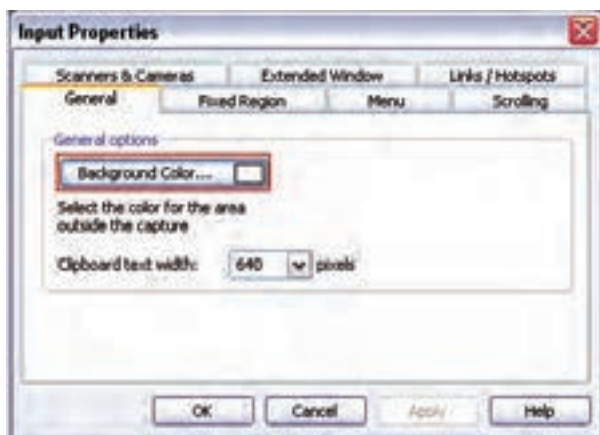 Input Properties
Scanners & Cameras Extended Window Links / Hotspots
General Fixed Region Menu Scrolling
General options
Background Color...
Select the color for the area
outside the capture
Clipboard text width: 640 pixels
OK Cancel Apply Help